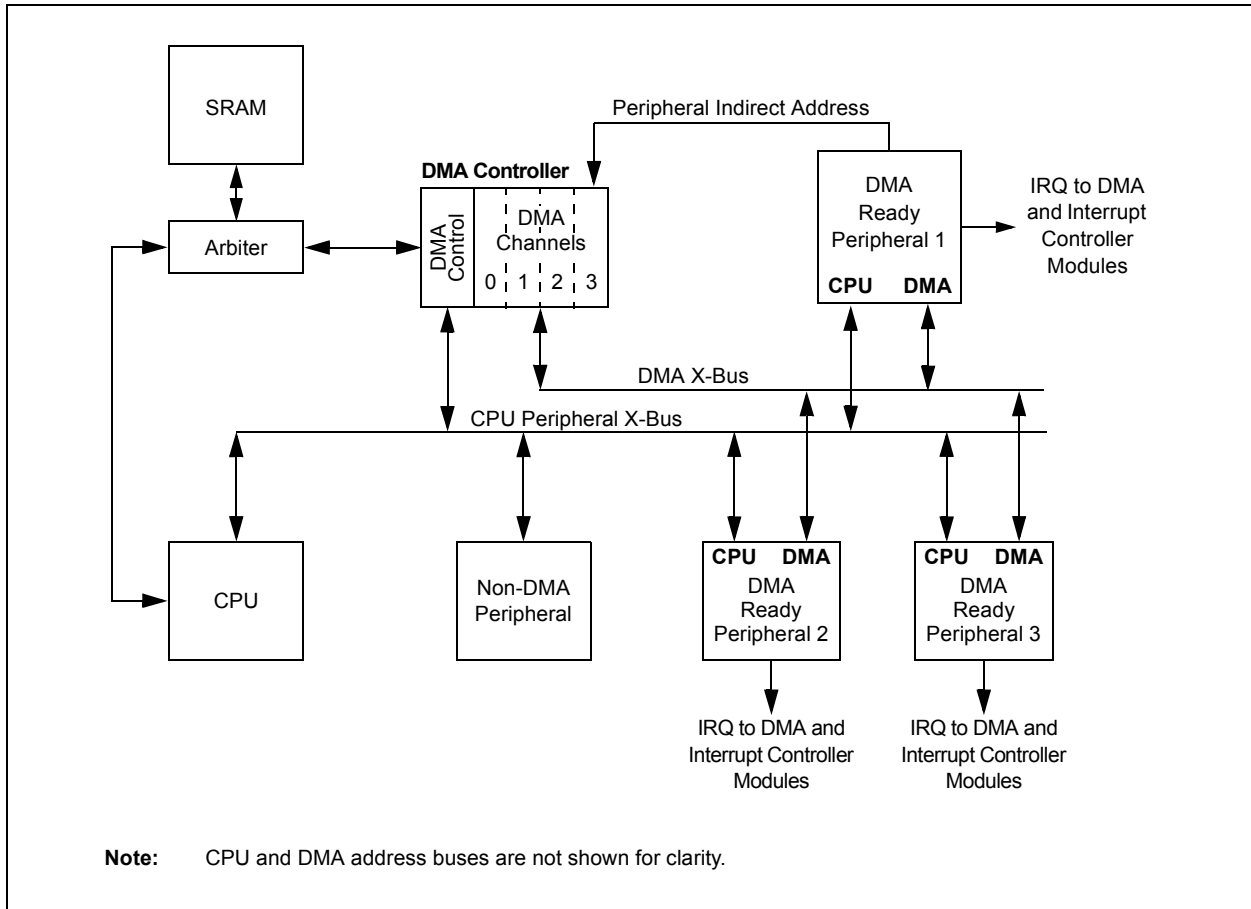 SRAM
Peripheral Indirect Address
DMA Controller
Arbiter
DMA
Control
DMA
Channels
0 1 2 3
DMA
Ready
Peripheral 1
CPU DMA
IRQ to DMA
and Interrupt
Controller
Modules
DMA X-Bus
CPU Peripheral X-Bus
CPU
Non-DMA
Peripheral
CPU DMA
DMA
Ready
Peripheral 2
CPU DMA
DMA
Ready
Peripheral 3
IRQ to DMA and
Interrupt Controller
Modules
IRQ to DMA and
Interrupt Controller
Modules
Note: CPU and DMA address buses are not shown for clarity.